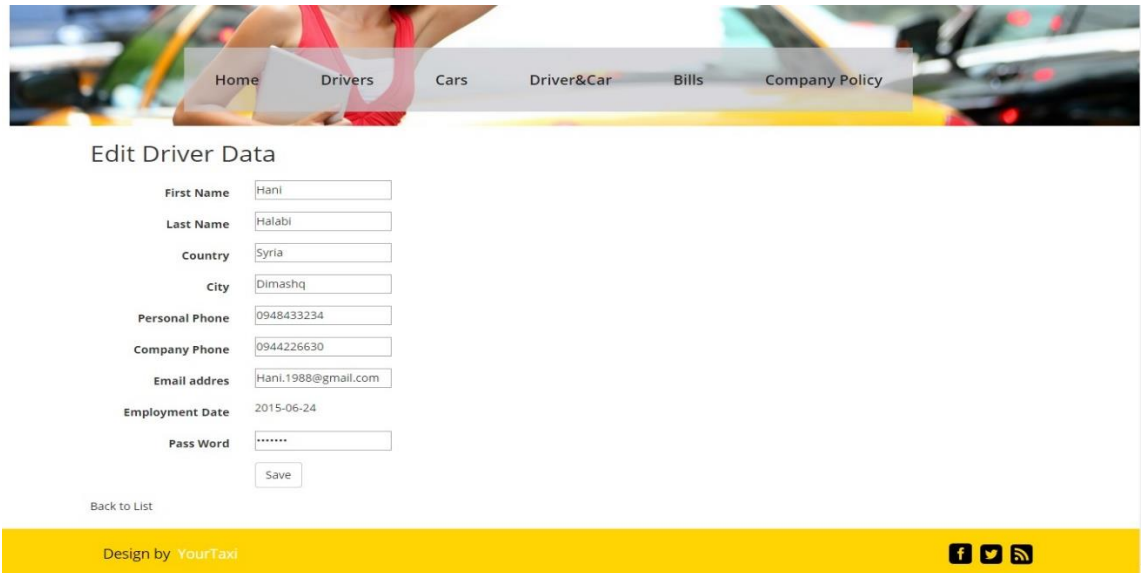 Home Drivers Cars Driver&Car Bills Company Policy
Edit Driver Data
First Name Hani
Last Name Halabi
Country Syria
City Dimashq
Personal Phone 0948433234
Company Phone 0944226630
Email addres Hani.1988@gmail.com
Employment Date 2015-06-24
Pass Word •••••••
Save
Back to List
Design by YourTaxi